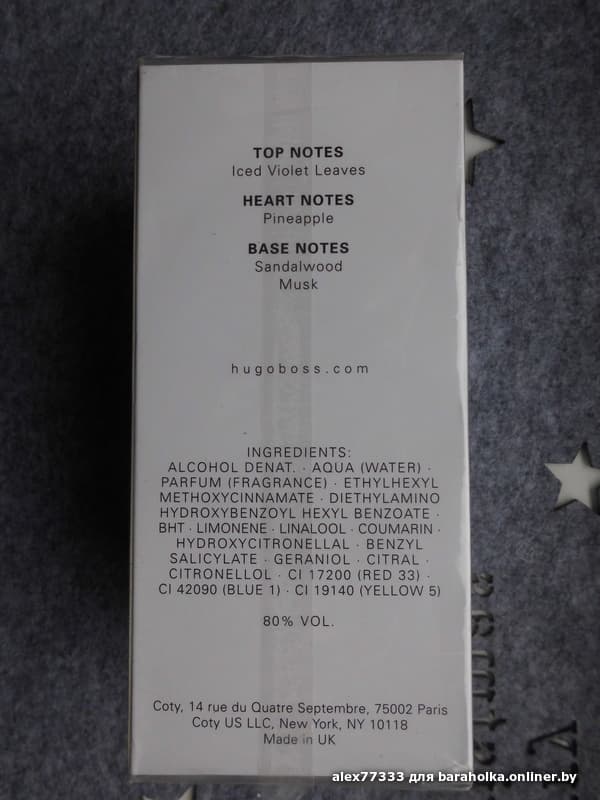 TOP NOTES
Iced Violet Leaves
HEART NOTES
Pineapple
BASE NOTES
Sandalwood
Musk
hugoboss.com
INGREDIENTS:
ALCOHOL DENAT. · AQUA (WATER) ·
PARFUM (FRAGRANCE) · ETHYLHEXYL
METHOXYCINNAMATE · DIETHYLAMINO
HYDROXYBENZOYL HEXYL BENZOATE ·
BHT · LIMONENE · LINALOOL · COUMARIN ·
HYDROXYCITRONELLAL · BENZYL
SALICYLATE · GERANIOL · CITRAL ·
CITRONELLOL · CI 17200 (RED 33) ·
CI 42090 (BLUE 1) · CI 19140 (YELLOW 5)
80% VOL.
Coty, 14 rue du Quatre Septembre, 75002 Paris
Coty US LLC, New York, NY 10118
Made in UK
alex77333 для baraholka.onliner.by